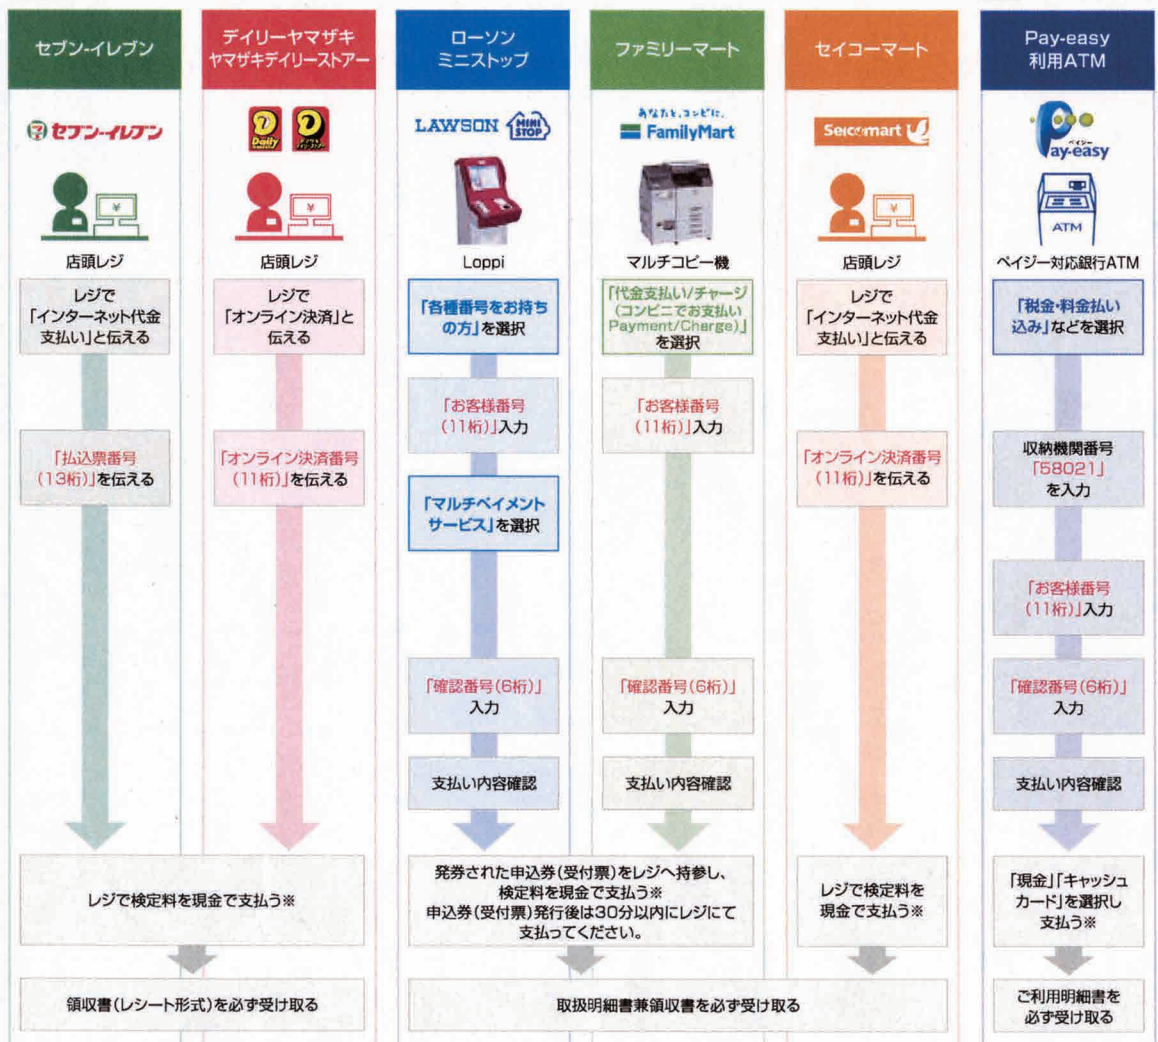 セブン-イレブン
デイリーヤマザキ
ヤマザキデイリーストアー
ローソン
ミニストップ
ファミリーマート
セイコーマート
Pay-easy
利用ATM
セブン-イレブン
Daily
LAWSON
MINI
STOP
あなたと、コンビに、
FamilyMart
Seicomart
ペイジー
Pay-easy
¥
¥
¥
ATM
店頭レジ
店頭レジ
Loppi
マルチコピー機
店頭レジ
ペイジー対応銀行ATM
レジで
「インターネット代金
支払い」と伝える
「払込票番号
(13桁)」を伝える
レジで
「オンライン決済」と
伝える
「オンライン決済番号
(11桁)」を伝える
「各種番号をお持ち
の方」を選択
「お客様番号
(11桁)」入力
「マルチペイメント
サービス」を選択
「確認番号(6桁)」
入力
支払い内容確認
「代金支払い/チャージ
(コンビニでお支払い
Payment/Charge)」
を選択
「お客様番号
(11桁)」入力
「確認番号(6桁)」
入力
支払い内容確認
レジで
「インターネット代金
支払い」と伝える
「オンライン決済番号
(11桁)」を伝える
「税金・料金払い
込み」などを選択
収納機関番号
「58021」
を入力
「お客様番号
(11桁)」入力
「確認番号(6桁)」
入力
支払い内容確認
レジで検定料を現金で支払う※
発券された申込券(受付票)をレジへ持参し、
検定料を現金で支払う※
申込券(受付票)発行後は30分以内にレジにて
支払ってください。
レジで検定料を
現金で支払う※
「現金」「キャッシュ
カード」を選択し
支払う※
領収書(レシート形式)を必ず受け取る
取扱明細書兼領収書を必ず受け取る
ご利用明細書を
必ず受け取る